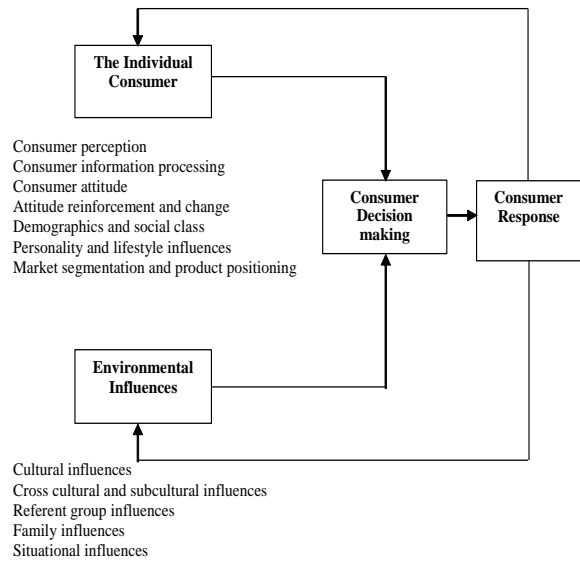 The Individual
Consumer
Consumer perception
Consumer information processing
Consumer attitude
Attitude reinforcement and change
Demographics and social class
Personality and lifestyle influences
Market segmentation and product positioning
Consumer
Decision
making
Consumer
Response
Environmental
Influences
Cultural influences
Cross cultural and subcultural influences
Referent group influences
Family influences
Situational influences